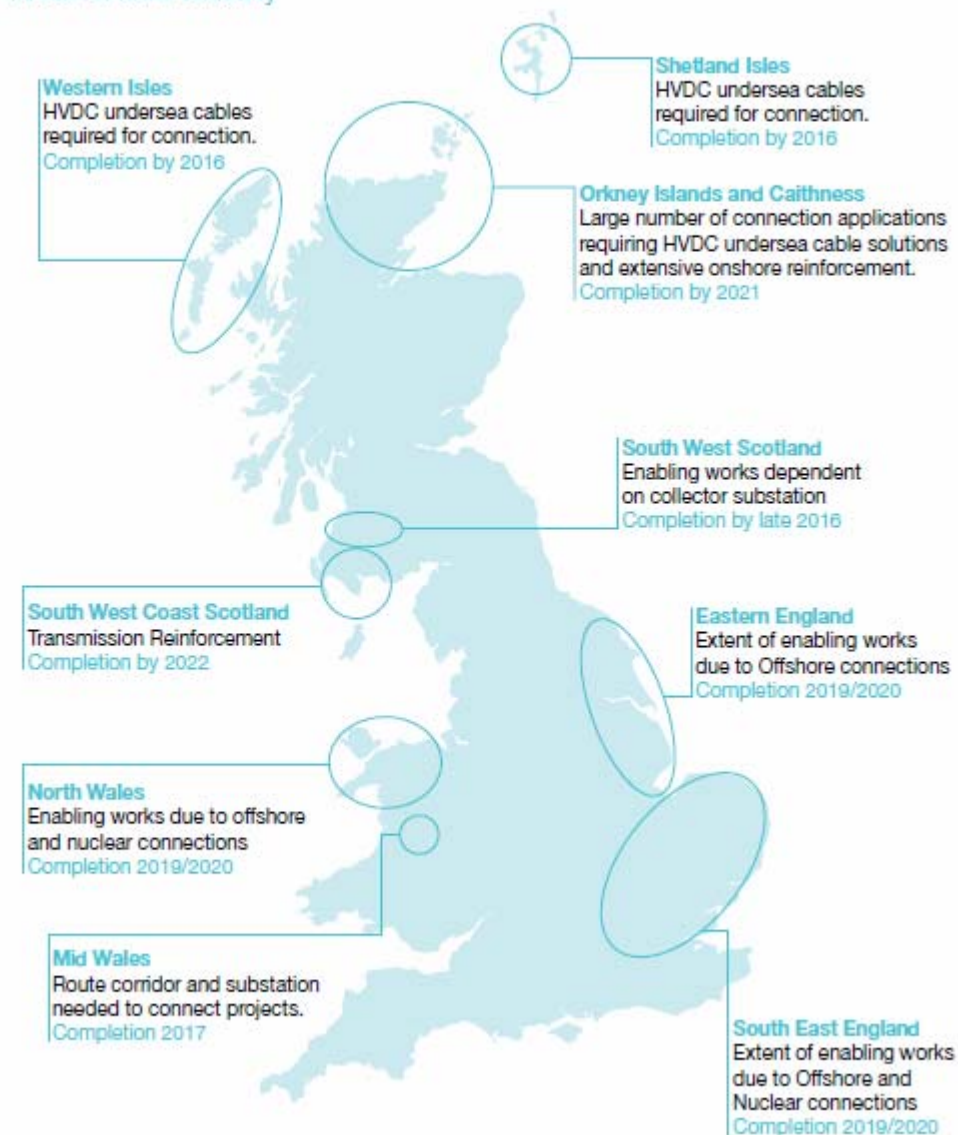 Western Isles
HVDC undersea cables
required for connection.
Completion by 2016
Shetland Isles
HVDC undersea cables
required for connection.
Completion by 2016
Orkney Islands and Caithness
Large number of connection applications
requiring HVDC undersea cable solutions
and extensive onshore reinforcement.
Completion by 2021
South West Scotland
Enabling works dependent
on collector substation
Completion by late 2016
South West Coast Scotland
Transmission Reinforcement
Completion by 2022
Eastern England
Extent of enabling works
due to Offshore connections
Completion 2019/2020
North Wales
Enabling works due to offshore
and nuclear connections
Completion 2019/2020
Mid Wales
Route corridor and substation
needed to connect projects.
Completion 2017
South East England
Extent of enabling works
due to Offshore and
Nuclear connections
Completion 2019/2020